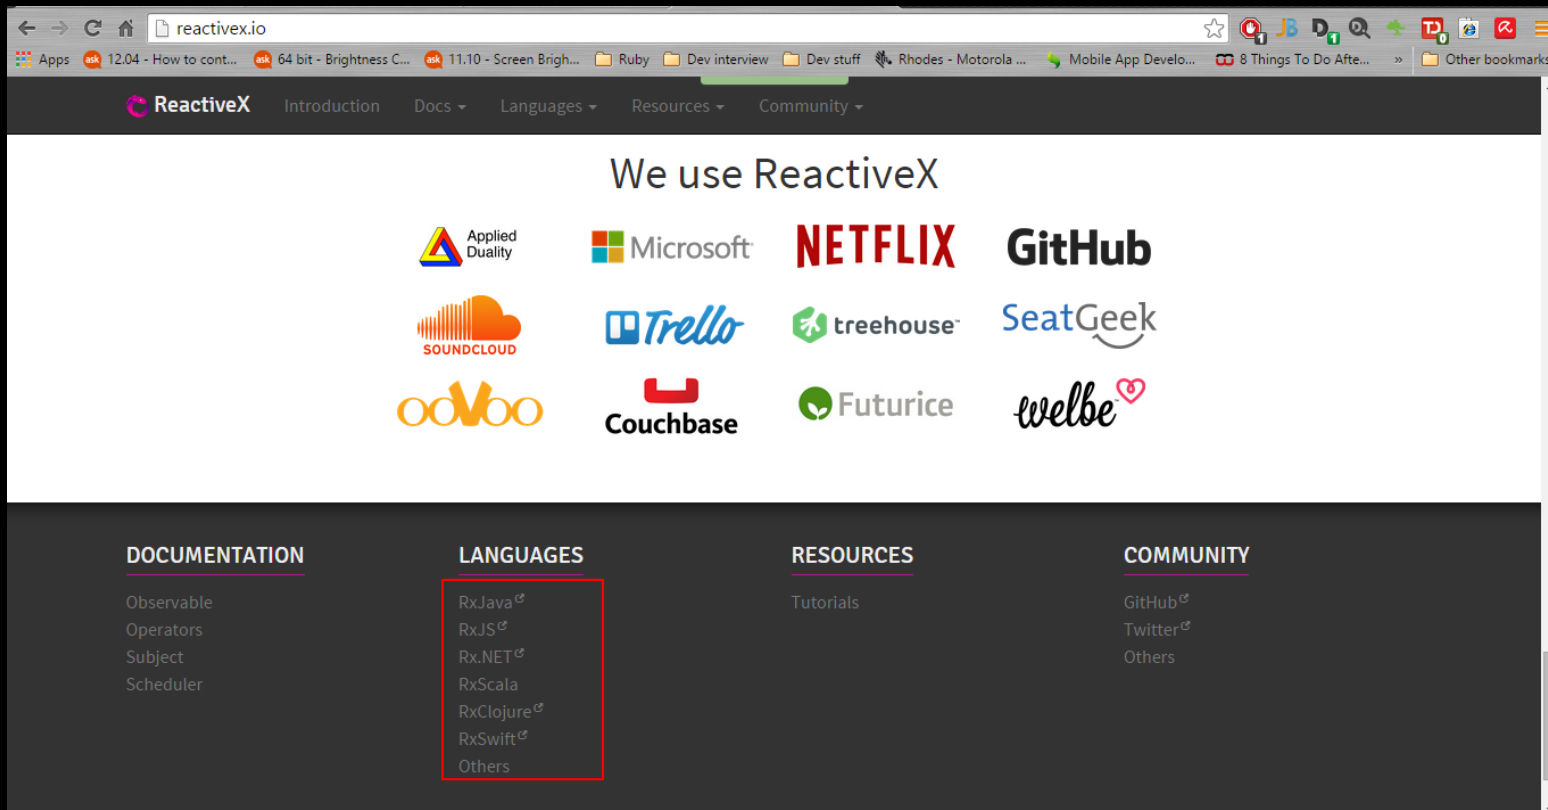 reactivex.io
Apps 12.04 - How to cont... 64 bit - Brightness C... 11.10 - Screen Brigh... Ruby Dev interview Dev stuff Rhodes - Motorola ... Mobile App Develo... 8 Things To Do Afte... » Other bookmarks
ReactiveX Introduction Docs Languages Resources Community
We use ReactiveX
Applied
Duality
Microsoft
NETFLIX
GitHub
SOUNDCLOUD
Trello
treehouse™
SeatGeek
ooVoo
Couchbase
Futurice
welbe
DOCUMENTATION
Observable
Operators
Subject
Scheduler
LANGUAGES
RxJava
RxJS
Rx.NET
RxScala
RxClojure
RxSwift
Others
RESOURCES
Tutorials
COMMUNITY
GitHub
Twitter
Others